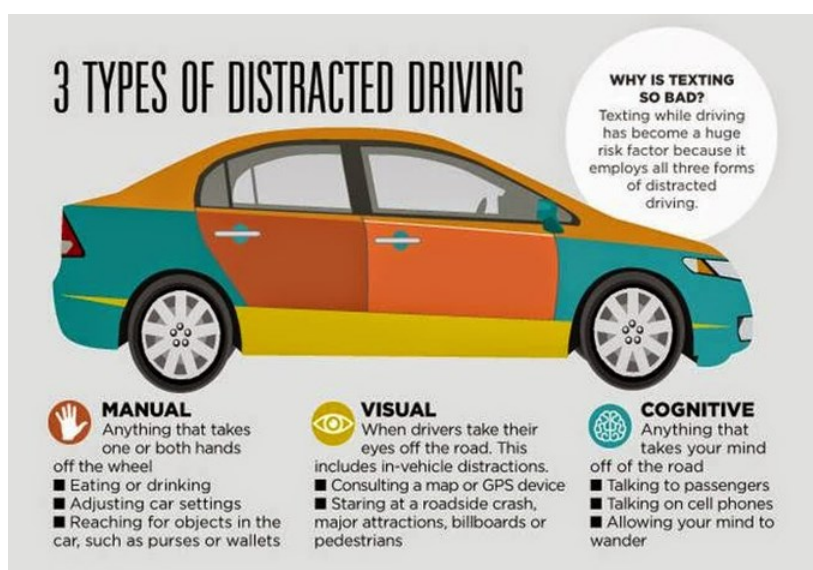 3 TYPES OF DISTRACTED DRIVING
WHY IS TEXTING
SO BAD?
Texting while driving
has become a huge
risk factor because it
employs all three forms
of distracted
driving.
MANUAL
Anything that takes
one or both hands
off the wheel
■ Eating or drinking
■ Adjusting car settings
■ Reaching for objects in the
car, such as purses or wallets
VISUAL
When drivers take their
eyes off the road. This
includes in-vehicle distractions.
■ Consulting a map or GPS device
■ Staring at a roadside crash,
major attractions, billboards or
pedestrians
COGNITIVE
Anything that
takes your mind
off of the road
■ Talking to passengers
■ Talking on cell phones
■ Allowing your mind to
wander